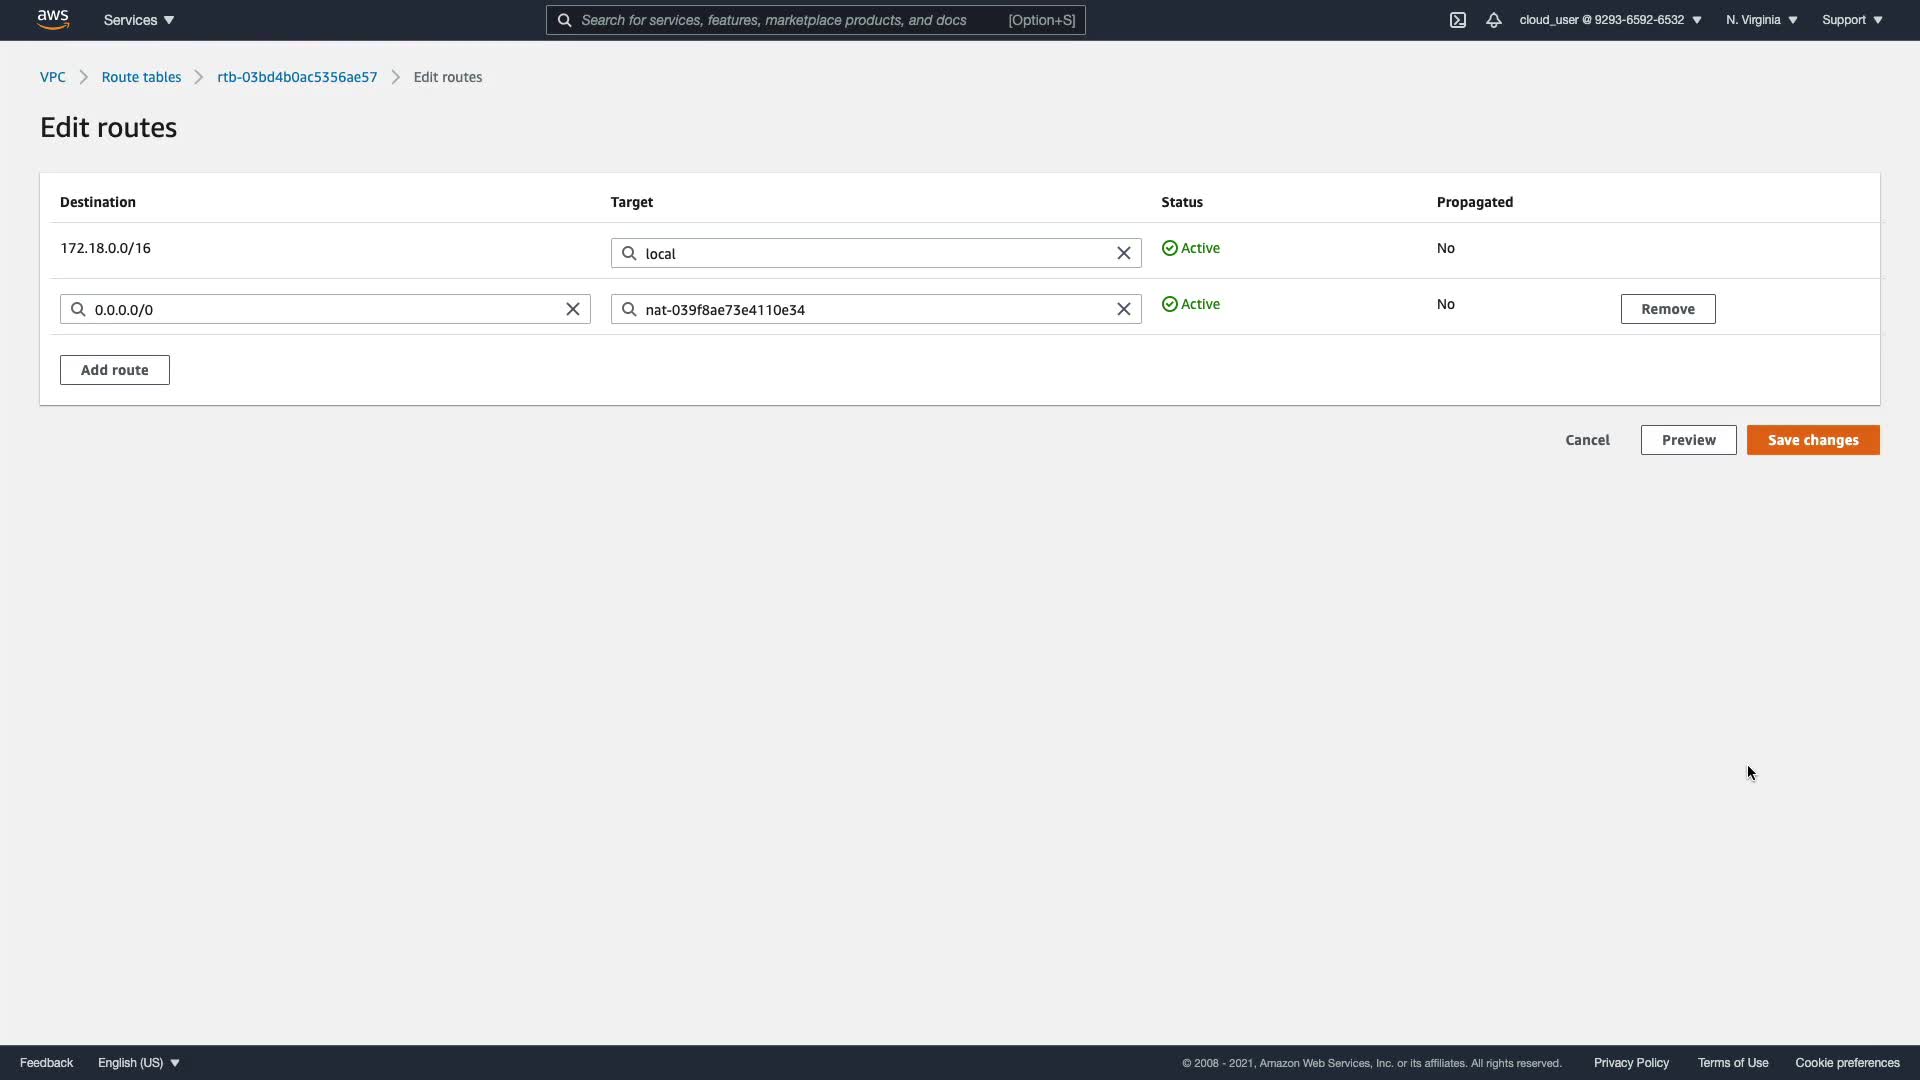 aws Services Search for services, features, marketplace products, and docs [Option+S] cloud_user @ 9293-6592-6532 N. Virginia Support
VPC Route tables rtb-03bd4b0ac5356ae57 Edit routes
Edit routes
Destination Target Status Propagated
172.18.0.0/16 local Active No
0.0.0.0/0 nat-039f8ae73e4110e34 Active No Remove
Add route
Cancel Preview Save changes
Feedback English (US) © 2008 - 2021, Amazon Web Services, Inc. or its affiliates. All rights reserved. Privacy Policy Terms of Use Cookie preferences